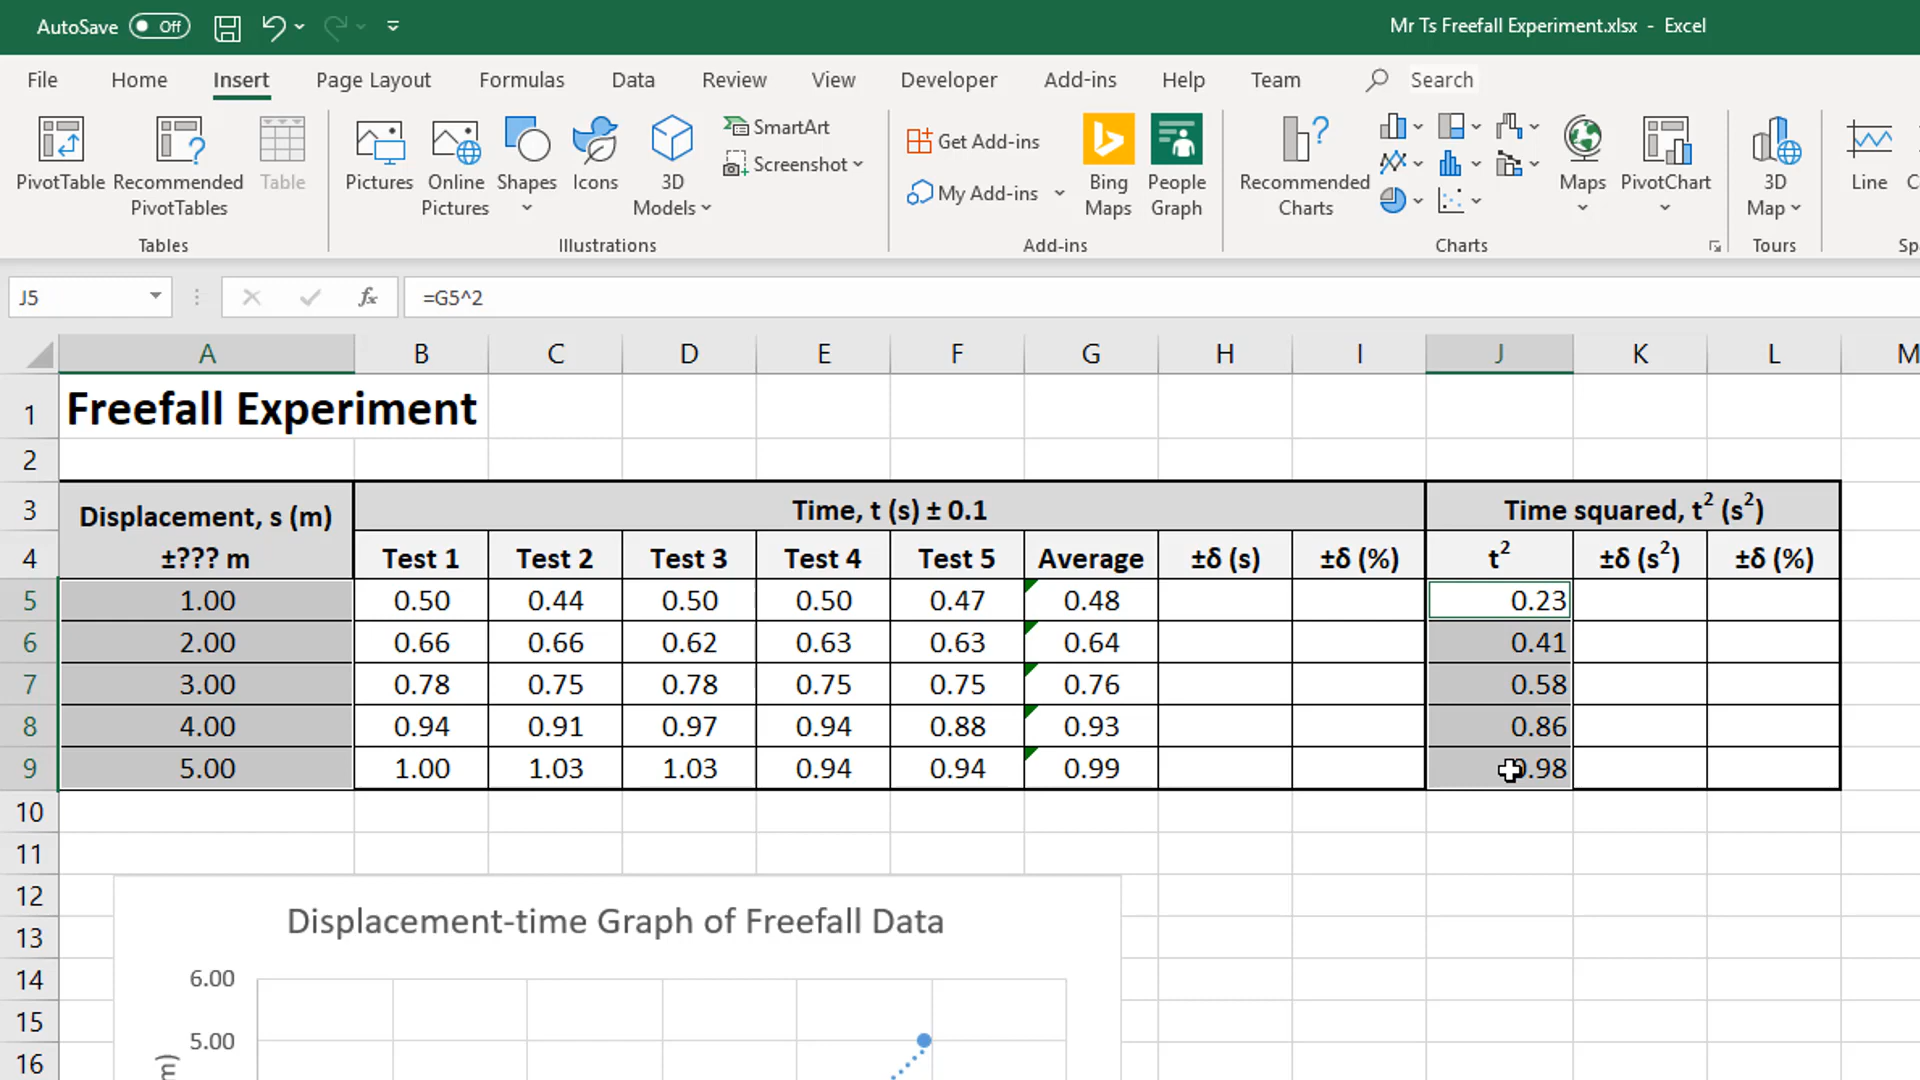 AutoSave Off
Mr Ts Freefall Experiment.xlsx - Excel
File Home Insert Page Layout Formulas Data Review View Developer Add-ins Help Team Search
PivotTable
Recommended
PivotTables
Table
Tables
Pictures
Online
Pictures
Shapes
Icons
3D
Models
SmartArt
Screenshot
Illustrations
Get Add-ins
My Add-ins
Bing
Maps
People
Graph
Add-ins
Recommended
Charts
Maps
PivotChart
Charts
3D
Map
Tours
Line
J5
fx
=G5^2
A B C D E F G H I J K L M
1 Freefall Experiment
2
3 Displacement, s (m) Time, t (s) ± 0.1 Time squared, t² (s²)
4 ±??? m Test 1 Test 2 Test 3 Test 4 Test 5 Average ±δ (s) ±δ (%) t² ±δ (s²) ±δ (%)
5 1.00 0.50 0.44 0.50 0.50 0.47 0.48 0.23
6 2.00 0.66 0.66 0.62 0.63 0.63 0.64 0.41
7 3.00 0.78 0.75 0.78 0.75 0.75 0.76 0.58
8 4.00 0.94 0.91 0.97 0.94 0.88 0.93 0.86
9 5.00 1.00 1.03 1.03 0.94 0.94 0.99 0.98
10
11
12
13 Displacement-time Graph of Freefall Data
14 6.00
15 5.00
16 m)